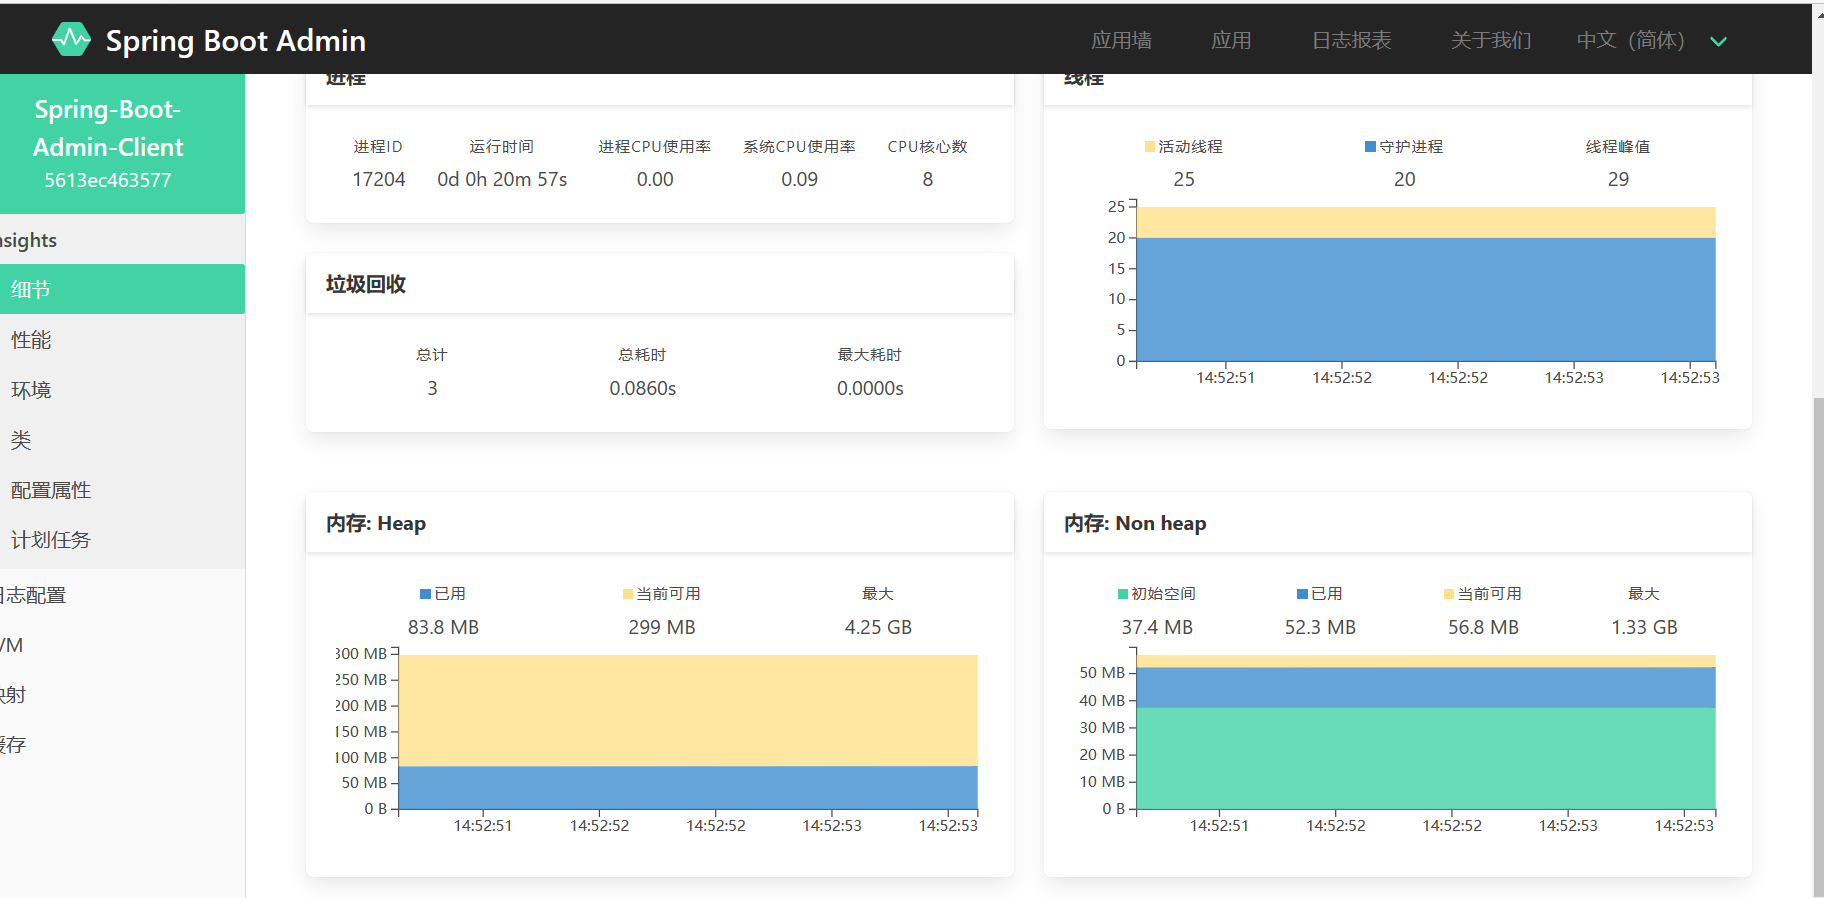 Spring Boot Admin
应用墙
应用
日志报表
关于我们
中文（简体）
Spring-Boot-
Admin-Client
5613ec463577
nsights
细节
性能
环境
类
配置属性
计划任务
日志配置
VM
映射
缓存
进程
进程ID
运行时间
进程CPU使用率
系统CPU使用率
CPU核心数
17204
0d 0h 20m 57s
0.00
0.09
8
线程
活动线程
守护进程
线程峰值
25
20
29
25
20
15
10
5
0
14:52:51
14:52:52
14:52:52
14:52:53
14:52:53
垃圾回收
总计
总耗时
最大耗时
3
0.0860s
0.0000s
内存: Heap
已用
当前可用
最大
83.8 MB
299 MB
4.25 GB
300 MB
250 MB
200 MB
150 MB
100 MB
50 MB
0 B
14:52:51
14:52:52
14:52:52
14:52:53
14:52:53
内存: Non heap
初始空间
已用
当前可用
最大
37.4 MB
52.3 MB
56.8 MB
1.33 GB
50 MB
40 MB
30 MB
20 MB
10 MB
0 B
14:52:51
14:52:52
14:52:52
14:52:53
14:52:53